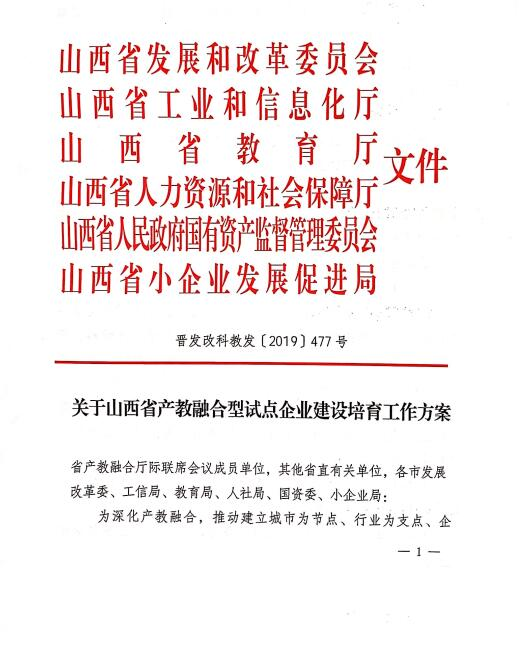 山西省发展和改革委员会
山西省工业和信息化厅
山西省教育厅
山西省人力资源和社会保障厅
山西省人民政府国有资产监督管理委员会
山西省小企业发展促进局
文件
晋发改科教发〔2019〕477号
关于山西省产教融合型试点企业建设培育工作方案
省产教融合厅际联席会议成员单位，其他省直有关单位，各市发展
改革委、工信局、教育局、人社局、国资委、小企业局：
为深化产教融合，推动建立城市为节点、行业为支点、企
— 1 —